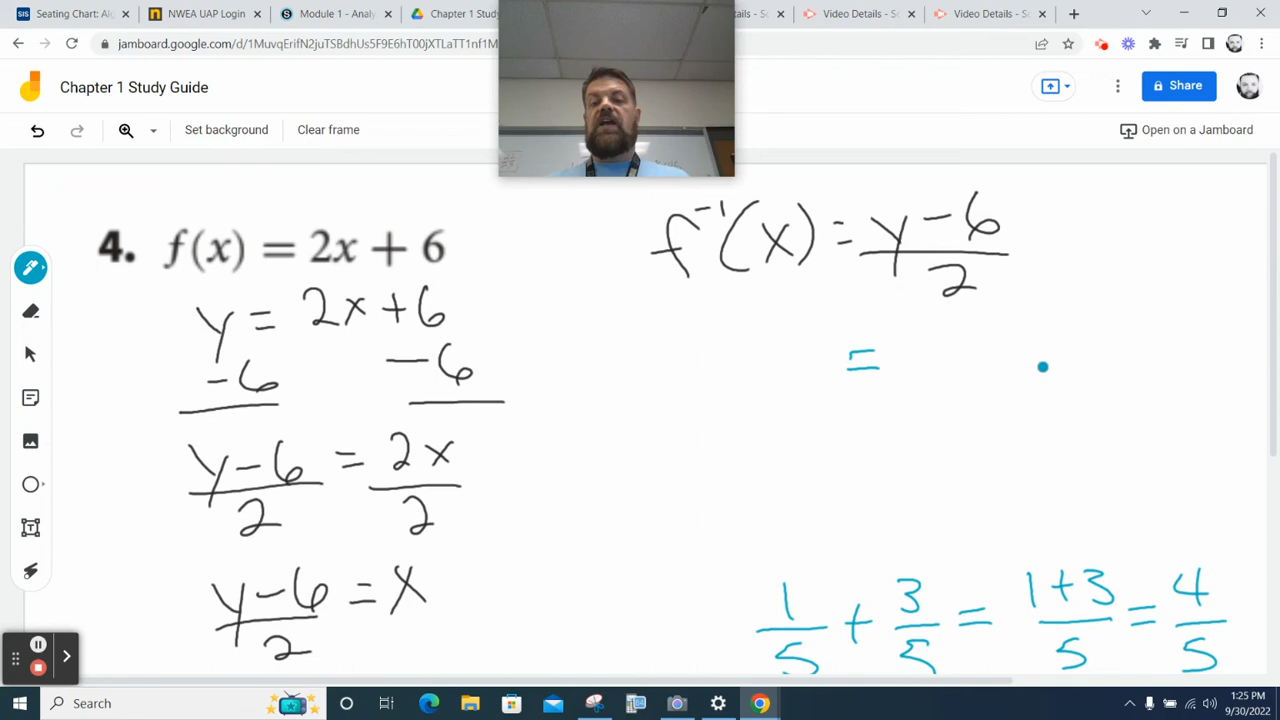 Seating Chart: A
NWEA UAP Login
Module 1 - Analy
Chapter 1 Study
Video Details - Sc
Video Details - Sc
jamboard.google.com/d/1MuvqErifN2juTSBdhUs5F9E6hT00jXTLaTT1nf1M
Chapter 1 Study Guide
Share
Set background
Clear frame
Open on a Jamboard
4. f(x) = 2x + 6
y = 2x + 6
-6 -6
y-6 = 2x
2 2
y-6 = x
2
f⁻¹(x) = y-6
2
=
1/5 + 3/5 = 1+3/5 = 4/5
Search
1:25 PM
9/30/2022